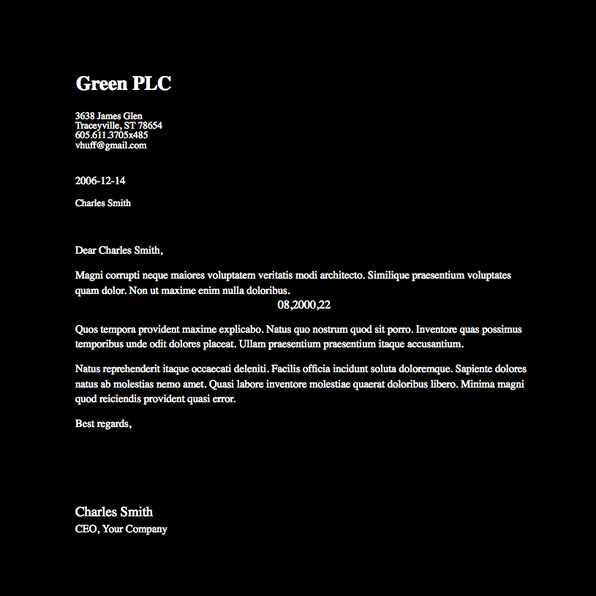 Green PLC
3638 James Glen
Traceyville, ST 78654
605.611.3705x485
vhuff@gmail.com
2006-12-14
Charles Smith
Dear Charles Smith,
Magni corrupti neque maiores voluptatem veritatis modi architecto. Similique praesentium voluptates
quam dolor. Non ut maxime enim nulla doloribus.
08,2000,22
Quos tempora provident maxime explicabo. Natus quo nostrum quod sit porro. Inventore quas possimus
temporibus unde odit dolores placeat. Ullam praesentium praesentium itaque accusantium.
Natus reprehenderit itaque occaecati deleniti. Facilis officia incidunt soluta doloremque. Sapiente dolores
natus ab molestias nemo amet. Quasi labore inventore molestiae quaerat doloribus libero. Minima magni
quod reiciendis provident quasi error.
Best regards,
Charles Smith
CEO, Your Company